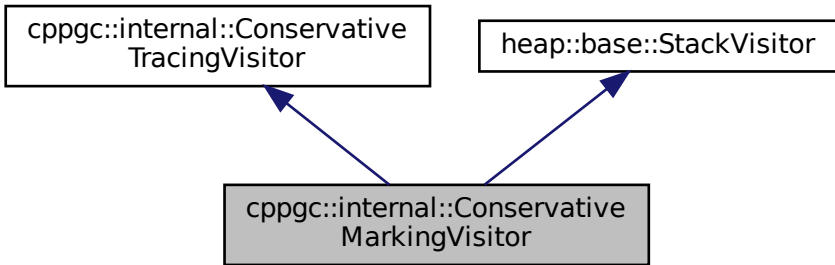 cppgc::internal::Conservative
TracingVisitor
heap::base::StackVisitor
cppgc::internal::Conservative
MarkingVisitor